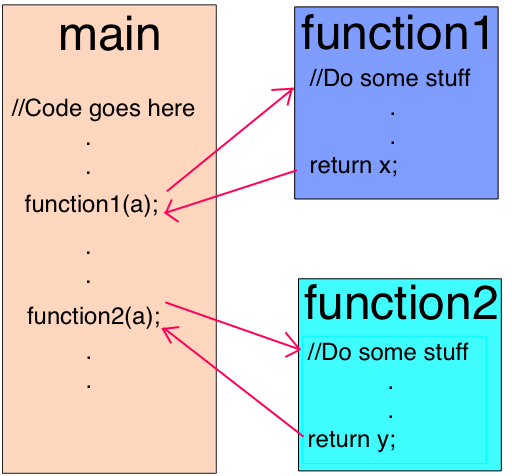 main
//Code goes here
.
.
function1(a);
.
.
function2(a);
.
.
function1
//Do some stuff
.
.
return x;
function2
//Do some stuff
.
.
return y;